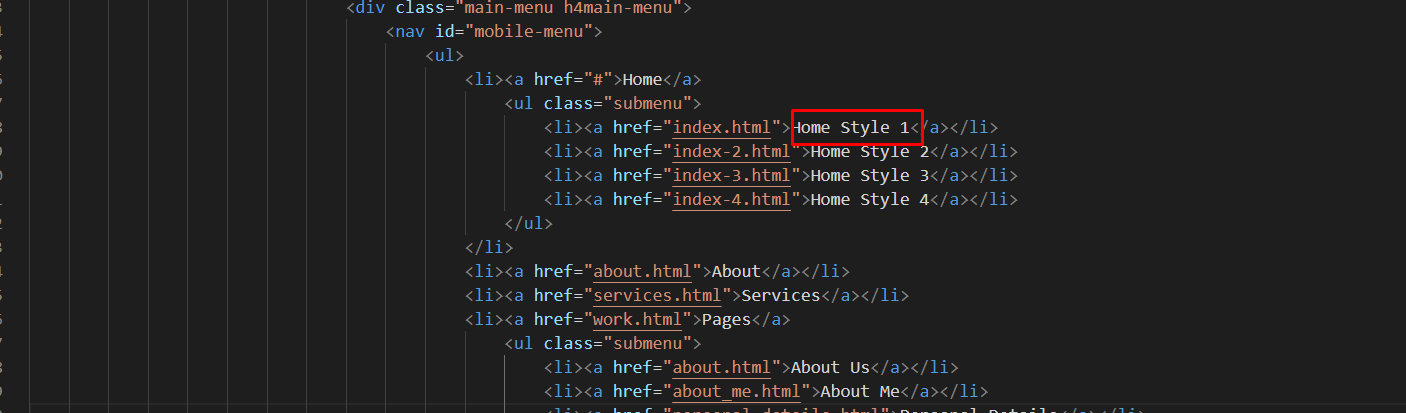 <div class="main-menu h4main-menu">
<nav id="mobile-menu">
<ul>
<li><a href="#">Home</a>
<ul class="submenu">
<li><a href="index.html">Home Style 1</a></li>
<li><a href="index-2.html">Home Style 2</a></li>
<li><a href="index-3.html">Home Style 3</a></li>
<li><a href="index-4.html">Home Style 4</a></li>
</ul>
</li>
<li><a href="about.html">About</a></li>
<li><a href="services.html">Services</a></li>
<li><a href="work.html">Pages</a>
<ul class="submenu">
<li><a href="about.html">About Us</a></li>
<li><a href="about_me.html">About Me</a></li>